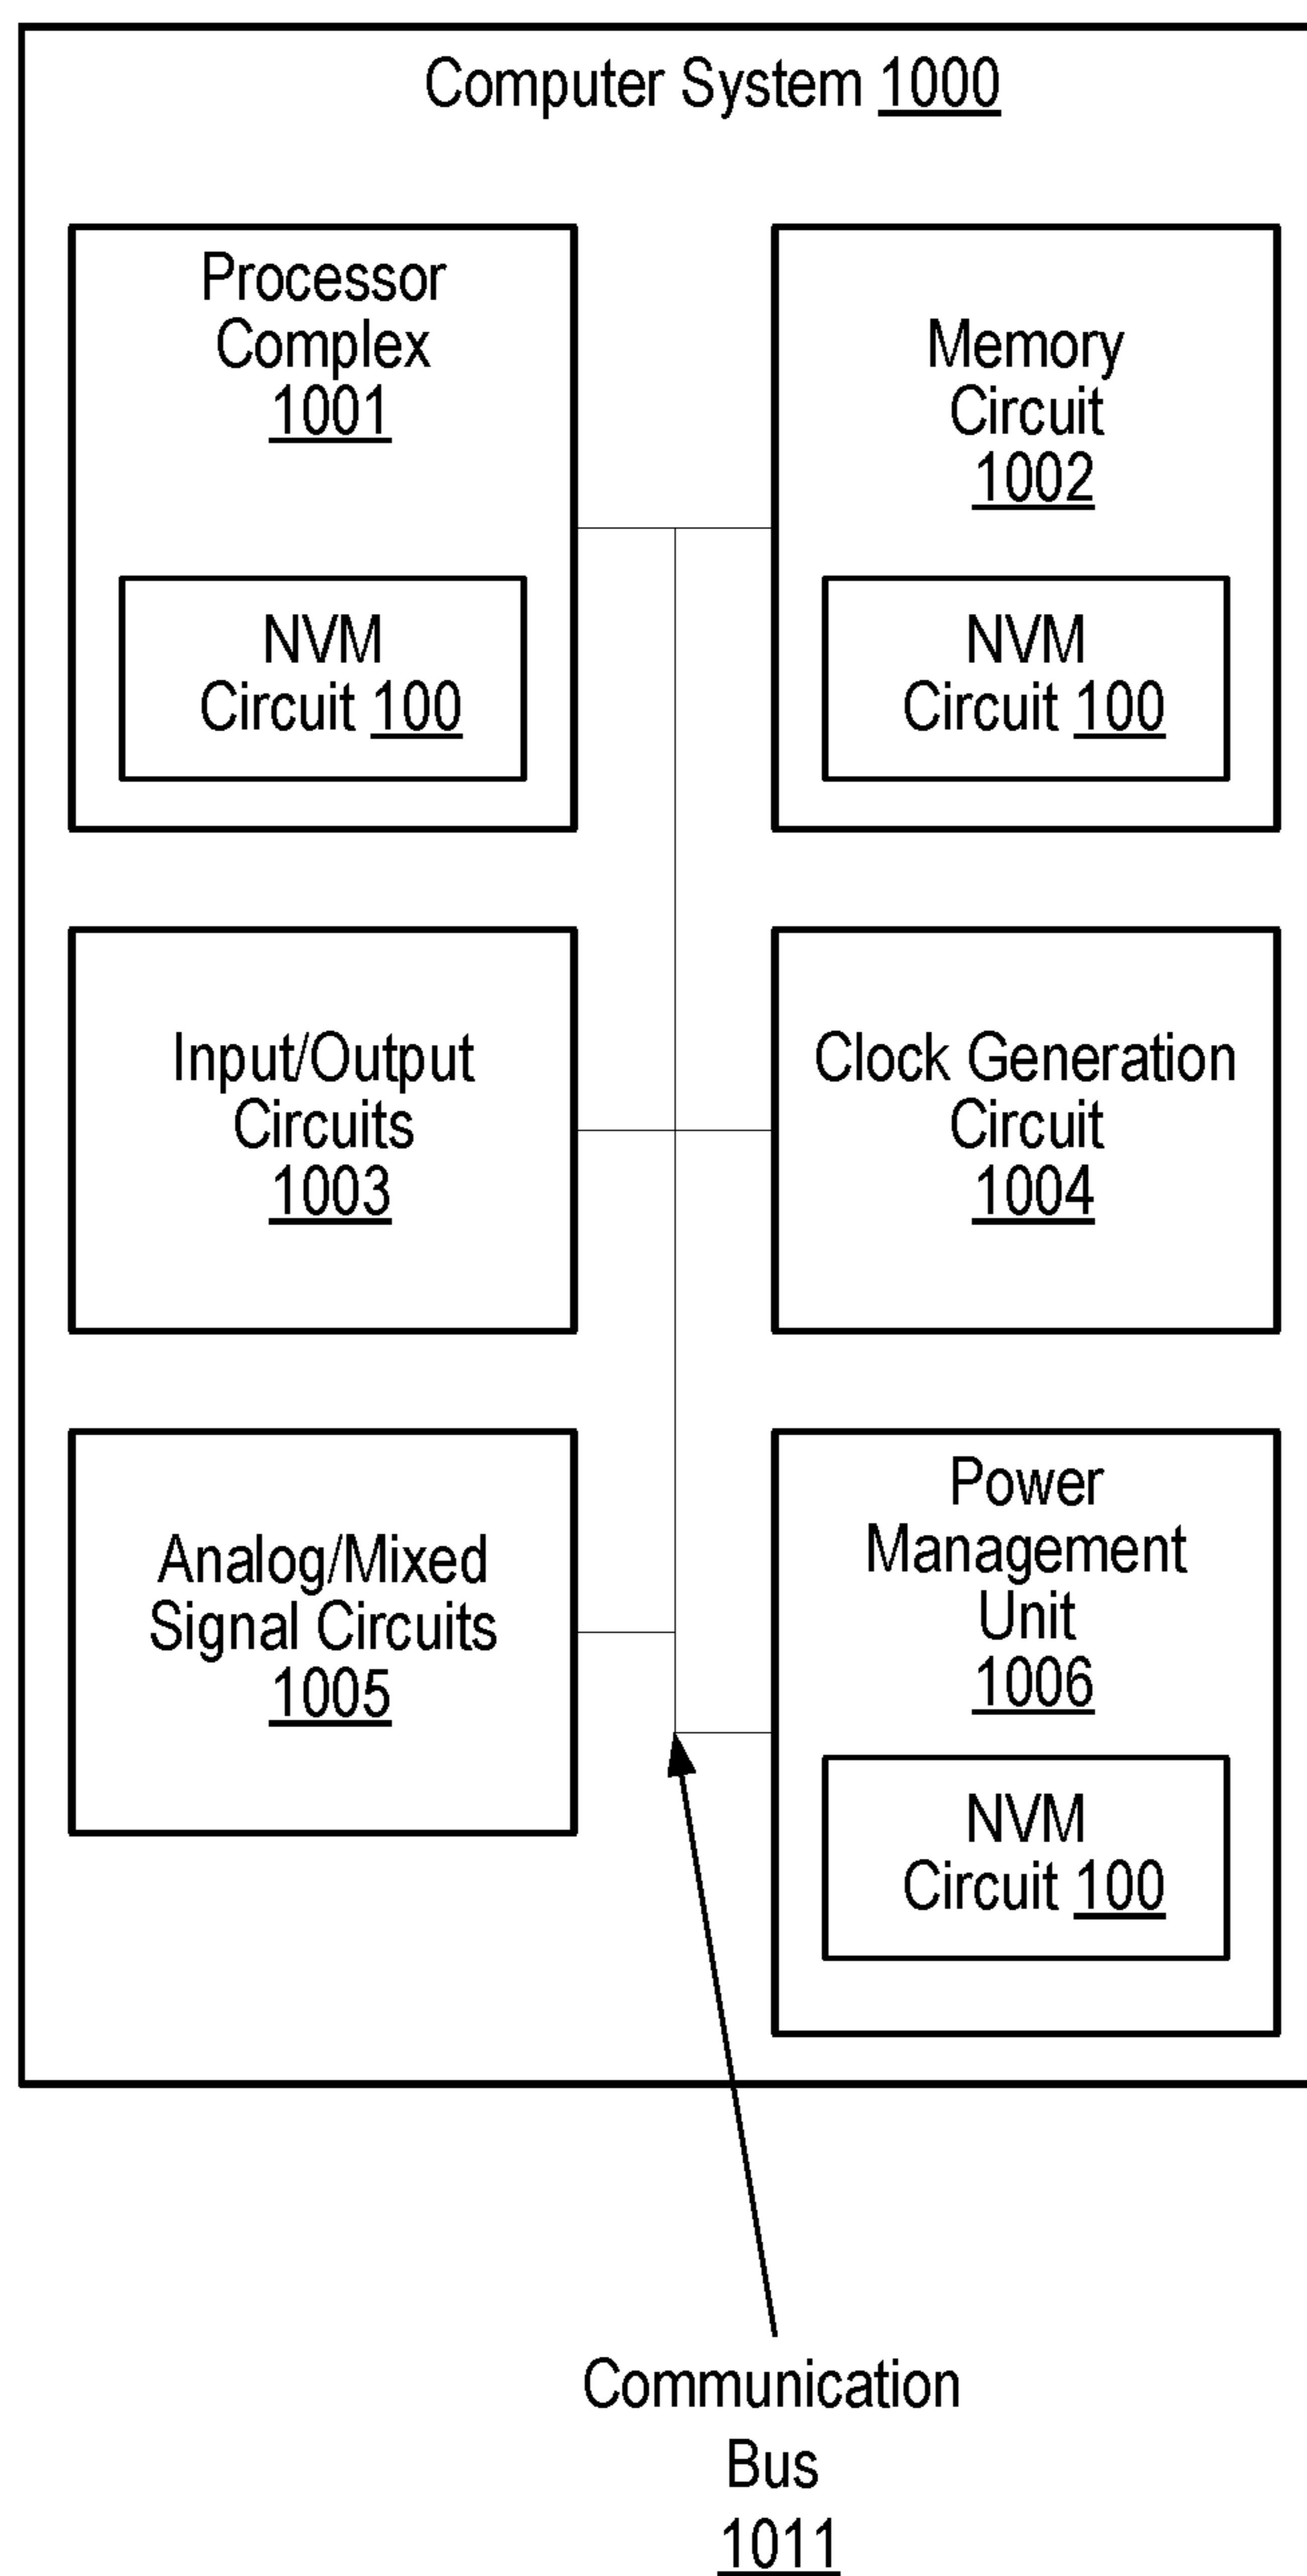 Computer System 1000
Processor
Complex
1001
NVM
Circuit 100
Memory
Circuit
1002
NVM
Circuit 100
Input/Output
Circuits
1003
Clock Generation
Circuit
1004
Analog/Mixed
Signal Circuits
1005
Power
Management
Unit
1006
NVM
Circuit 100
Communication
Bus
1011